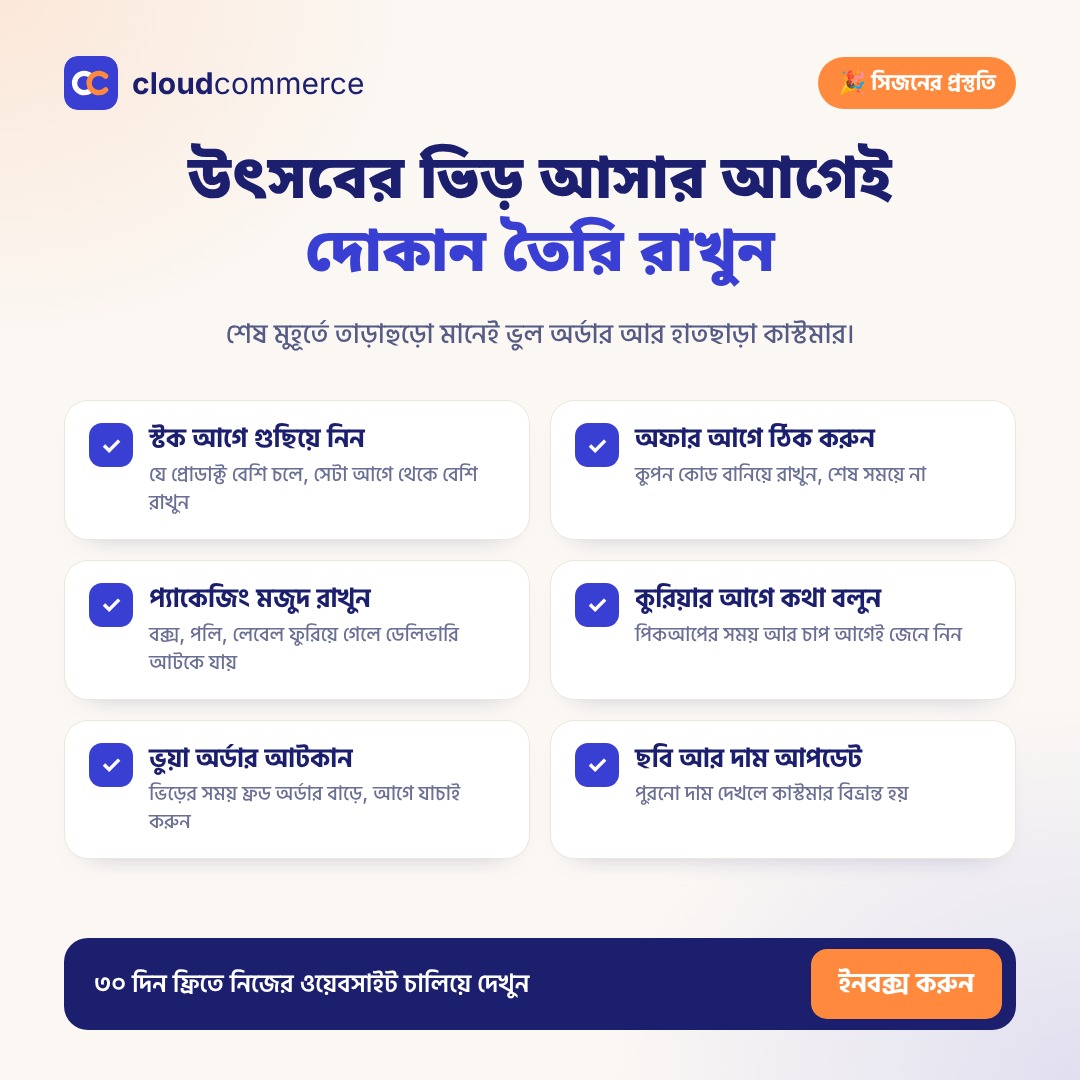 cloudcommerce
🎉 সিজনের প্রস্তুতি
উৎসবের ভিড় আসার আগেই
দোকান তৈরি রাখুন
শেষ মুহূর্তে তাড়াহুড়ো মানেই ভুল অর্ডার আর হাতছাড়া কাস্টমার।
স্টক আগে গুছিয়ে নিন
যে প্রোডাক্ট বেশি চলে, সেটা আগে থেকে বেশি
রাখুন
অফার আগে ঠিক করুন
কুপন কোড বানিয়ে রাখুন, শেষ সময়ে না
প্যাকেজিং মজুদ রাখুন
বক্স, পলি, লেবেল ফুরিয়ে গেলে ডেলিভারি
আটকে যায়
কুরিয়ার আগে কথা বলুন
পিকআপের সময় আর চাপ আগেই জেনে নিন
ভুয়া অর্ডার আটকান
ভিড়ের সময় ফ্রড অর্ডার বাড়ে, আগে যাচাই
করুন
ছবি আর দাম আপডেট
পুরনো দাম দেখলে কাস্টমার বিভ্রান্ত হয়
৩০ দিন ফ্রিতে নিজের ওয়েবসাইট চালিয়ে দেখুন
ইনবক্স করুন